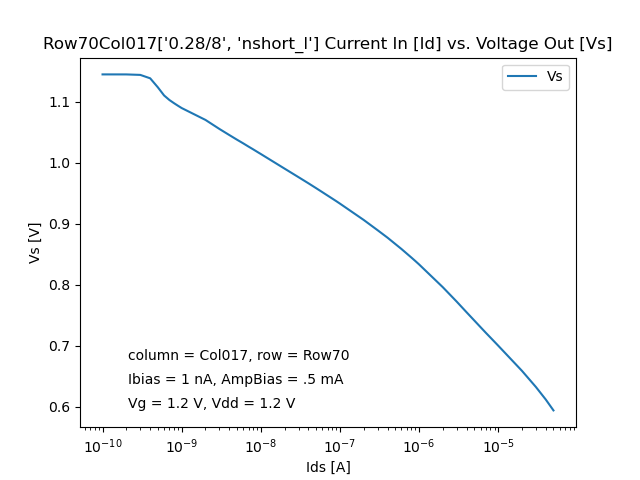 Row70Col017['0.28/8', 'nshort_l'] Current In [Id] vs. Voltage Out [Vs]
Vs
1.1
1.0
0.9
0.8
0.7
0.6
Vs [V]
column = Col017, row = Row70
Ibias = 1 nA, AmpBias = .5 mA
Vg = 1.2 V, Vdd = 1.2 V
10⁻¹⁰ 10⁻⁹ 10⁻⁸ 10⁻⁷ 10⁻⁶ 10⁻⁵
Ids [A]